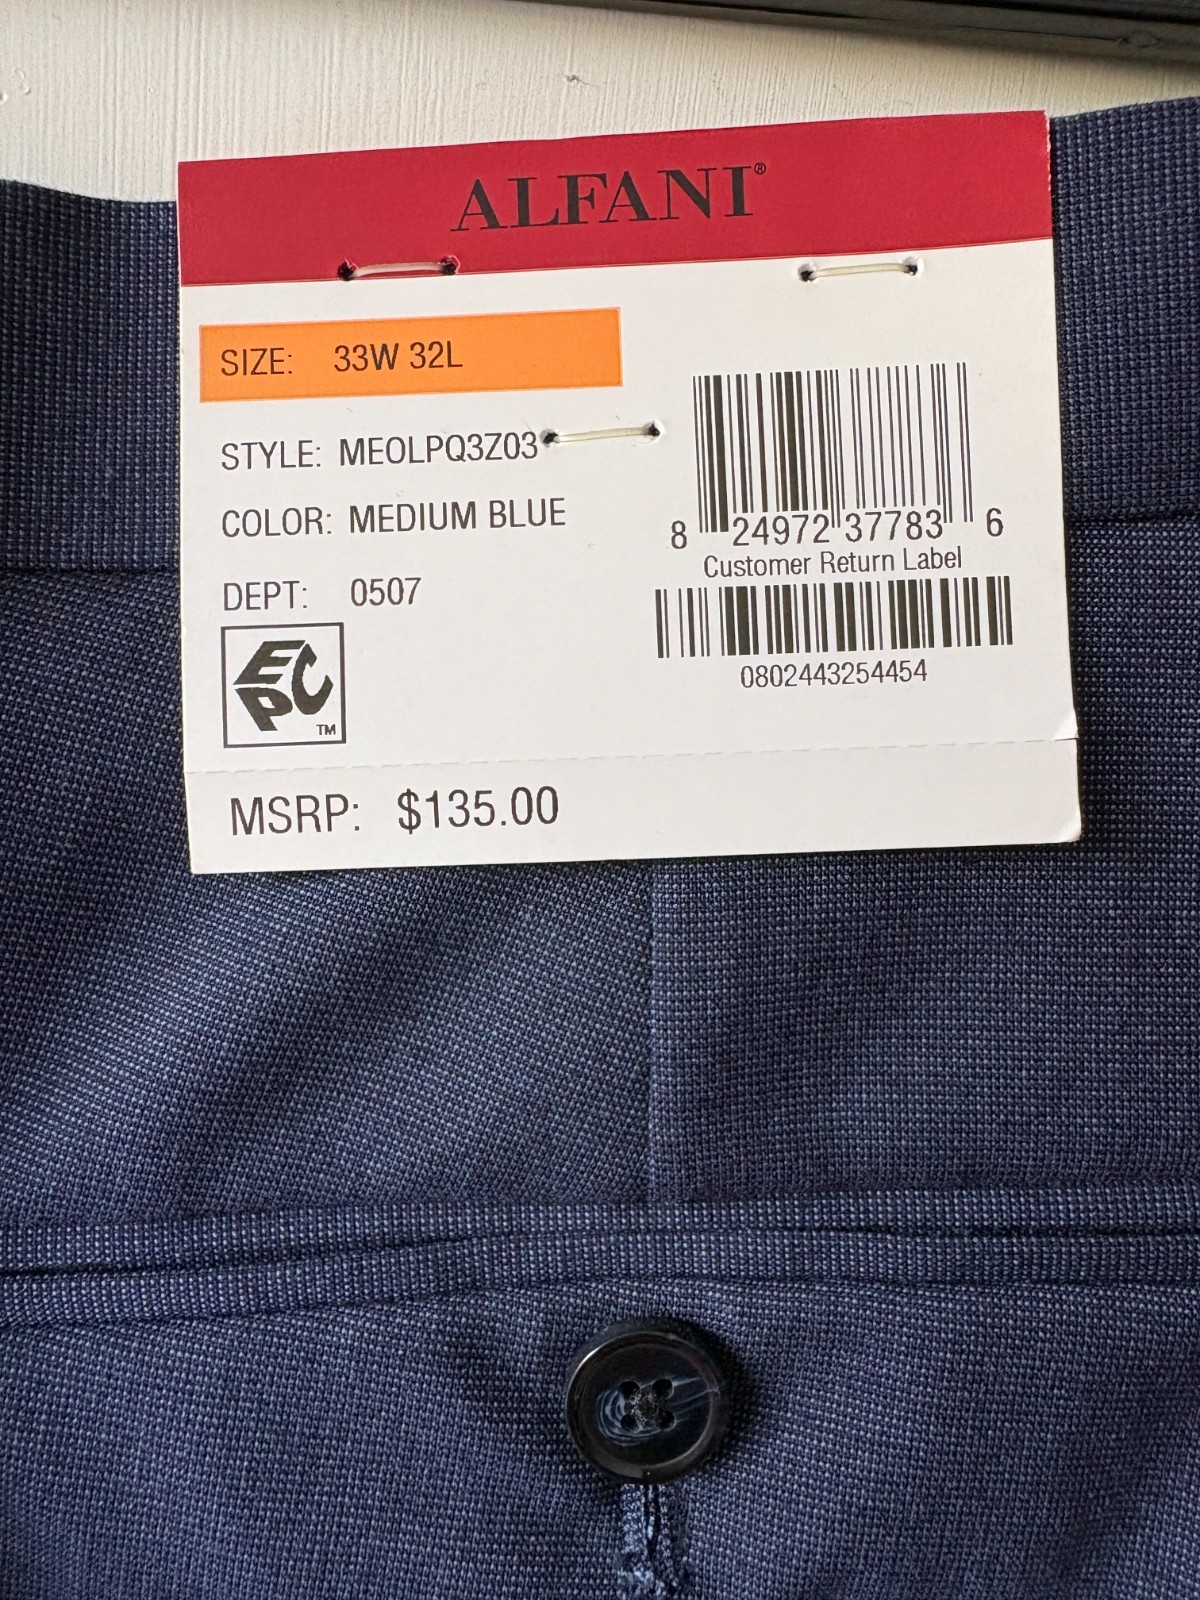 ALFANI®
SIZE: 33W 32L
STYLE: MEOLPQ3Z03
COLOR: MEDIUM BLUE
DEPT: 0507
EPC
TM
8 24972 37783 6
Customer Return Label
0802443254454
MSRP: $135.00